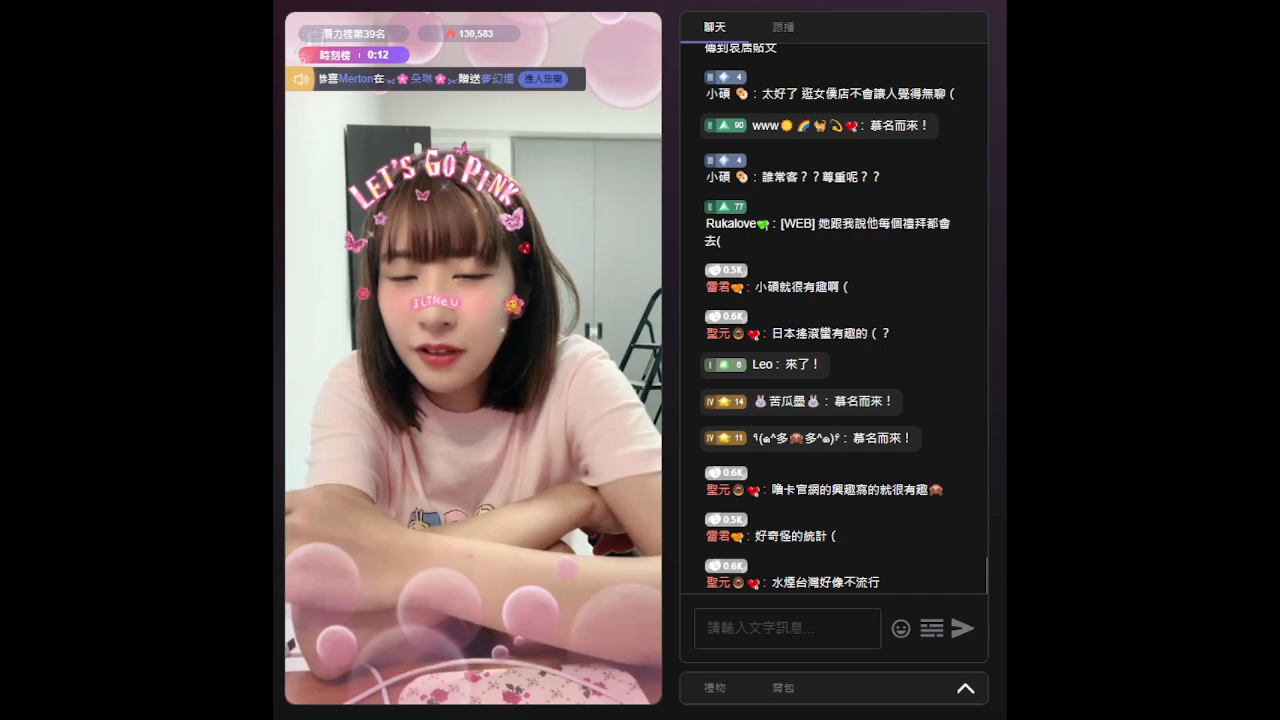 潛力榜第39名
130,583
時刻榜 0:12
恭喜Merton在🌸朵琳🌸贈送夢幻煙 進入房間
LET'S GO PINK
I Like U
聊天 跟播
III 4
小碩 : 太好了 逛女僕店不會讓人覺得無聊 (
II 90 www : 慕名而來！
III 4
小碩 : 誰常客？？尊重呢？？
II 77
Rukalove : [WEB] 她跟我說他每個禮拜都會
去(
0.5K
雷君 : 小碩就很有趣啊 (
0.6K
聖元 : 日本搖滾蠻有趣的 ( ？
I 6 Leo : 來了！
IV 14 苦瓜墨 : 慕名而來！
IV 11 多 多 : 慕名而來！
0.6K
聖元 : 嚕卡官網的興趣寫的就很有趣
0.5K
雷君 : 好奇怪的統計 (
0.6K
聖元 : 水煙台灣好像不流行
請輸入文字訊息...
禮物 背包